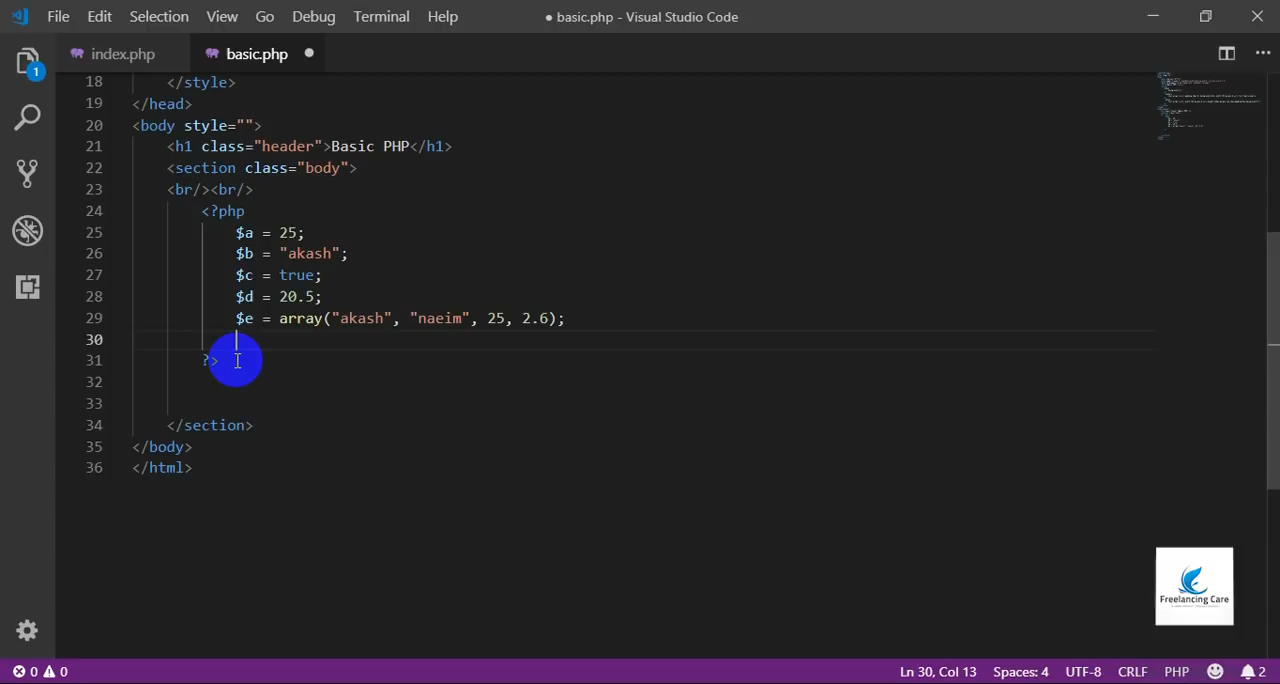 File Edit Selection View Go Debug Terminal Help ● basic.php - Visual Studio Code
index.php basic.php
1
18 </style>
19 </head>
20 <body style="">
21 <h1 class="header">Basic PHP</h1>
22 <section class="body">
23 <br/><br/>
24 <?php
25 $a = 25;
26 $b = "akash";
27 $c = true;
28 $d = 20.5;
29 $e = array("akash", "naeim", 25, 2.6);
30
31 ?>
32
33
34 </section>
35 </body>
36 </html>
Freelancing Care
0 0 Ln 30, Col 13 Spaces: 4 UTF-8 CRLF PHP 2